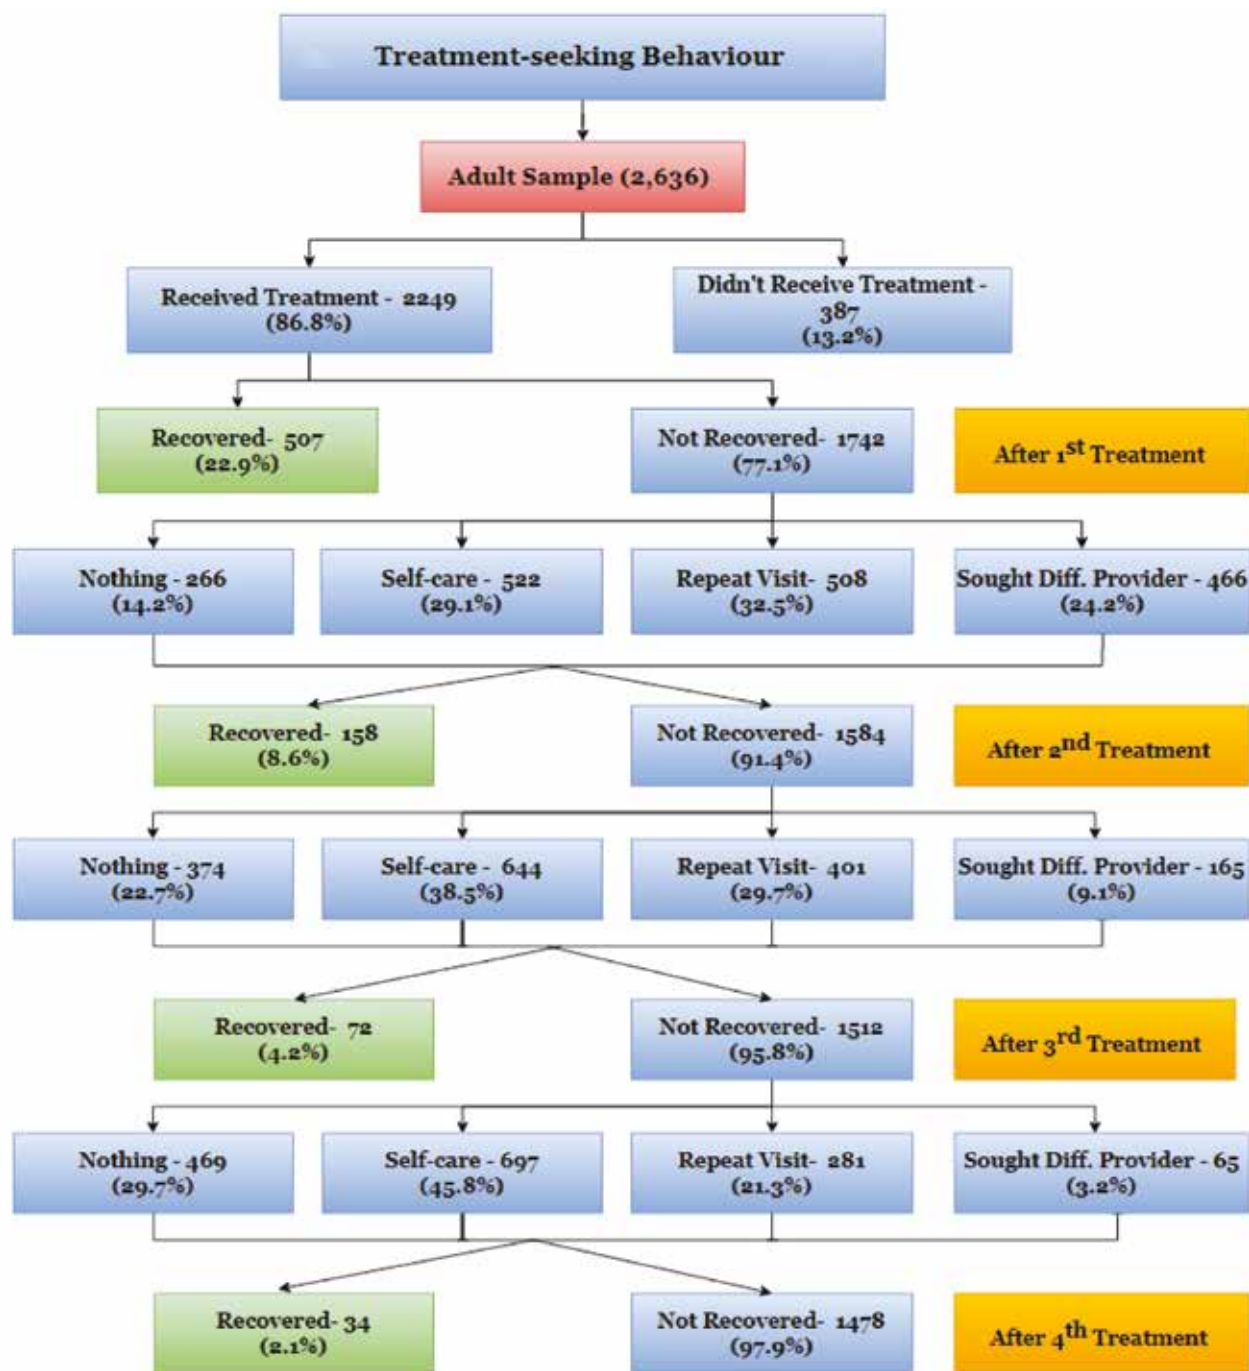 Treatment-seeking Behaviour
Adult Sample (2,636)
Received Treatment - 2249
(86.8%)
Didn't Receive Treatment -
387
(13.2%)
Recovered- 507
(22.9%)
Not Recovered- 1742
(77.1%)
After 1st Treatment
Nothing - 266
(14.2%)
Self-care - 522
(29.1%)
Repeat Visit- 508
(32.5%)
Sought Diff. Provider - 466
(24.2%)
Recovered- 158
(8.6%)
Not Recovered- 1584
(91.4%)
After 2nd Treatment
Nothing - 374
(22.7%)
Self-care - 644
(38.5%)
Repeat Visit- 401
(29.7%)
Sought Diff. Provider - 165
(9.1%)
Recovered- 72
(4.2%)
Not Recovered- 1512
(95.8%)
After 3rd Treatment
Nothing - 469
(29.7%)
Self-care - 697
(45.8%)
Repeat Visit- 281
(21.3%)
Sought Diff. Provider - 65
(3.2%)
Recovered- 34
(2.1%)
Not Recovered- 1478
(97.9%)
After 4th Treatment